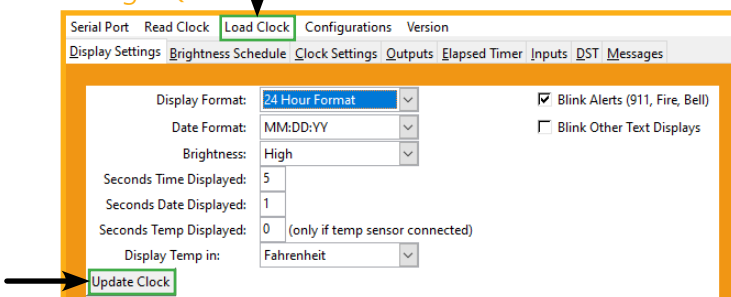 Serial Port Read Clock Load Clock Configurations Version
Display Settings Brightness Schedule Clock Settings Outputs Elapsed Timer Inputs DST Messages
Display Format: 24 Hour Format Blink Alerts (911, Fire, Bell)
Date Format: MM:DD:YY Blink Other Text Displays
Brightness: High
Seconds Time Displayed: 5
Seconds Date Displayed: 1
Seconds Temp Displayed: 0 (only if temp sensor connected)
Display Temp in: Fahrenheit
Update Clock